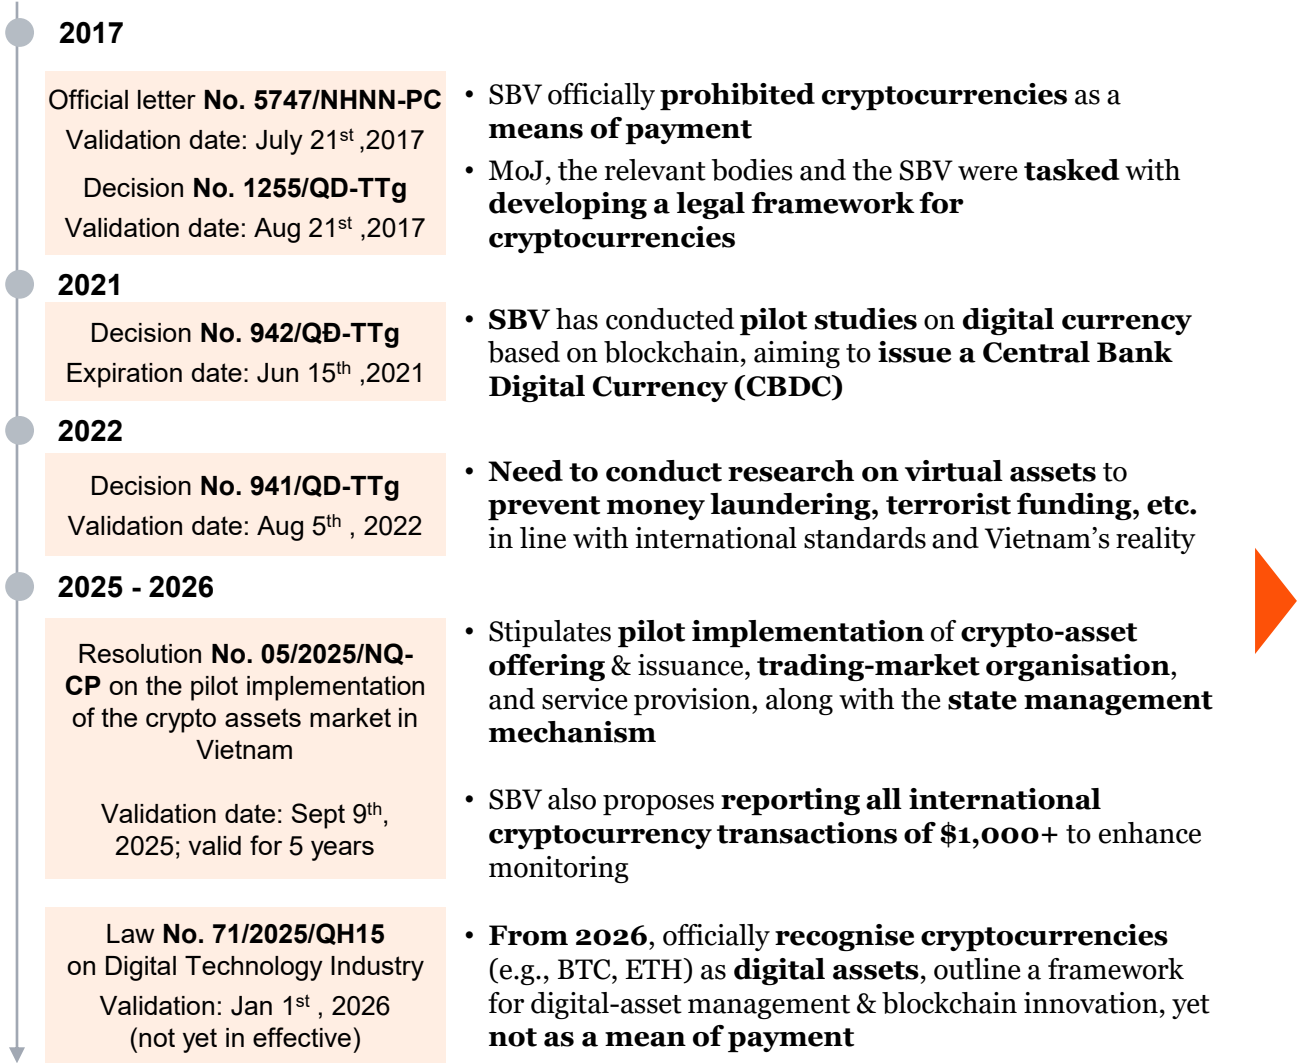 2017
Official letter No. 5747/NHNN-PC
Validation date: July 21st ,2017
Decision No. 1255/QD-TTg
Validation date: Aug 21st ,2017
• SBV officially prohibited cryptocurrencies as a
means of payment
• MoJ, the relevant bodies and the SBV were tasked with
developing a legal framework for
cryptocurrencies
2021
Decision No. 942/QĐ-TTg
Expiration date: Jun 15th ,2021
• SBV has conducted pilot studies on digital currency
based on blockchain, aiming to issue a Central Bank
Digital Currency (CBDC)
2022
Decision No. 941/QD-TTg
Validation date: Aug 5th , 2022
• Need to conduct research on virtual assets to
prevent money laundering, terrorist funding, etc.
in line with international standards and Vietnam's reality
2025 - 2026
Resolution No. 05/2025/NQ-
CP on the pilot implementation
of the crypto assets market in
Vietnam
Validation date: Sept 9th,
2025; valid for 5 years
• Stipulates pilot implementation of crypto-asset
offering & issuance, trading-market organisation,
and service provision, along with the state management
mechanism
• SBV also proposes reporting all international
cryptocurrency transactions of $1,000+ to enhance
monitoring
Law No. 71/2025/QH15
on Digital Technology Industry
Validation: Jan 1st , 2026
(not yet in effective)
• From 2026, officially recognise cryptocurrencies
(e.g., BTC, ETH) as digital assets, outline a framework
for digital-asset management & blockchain innovation, yet
not as a mean of payment